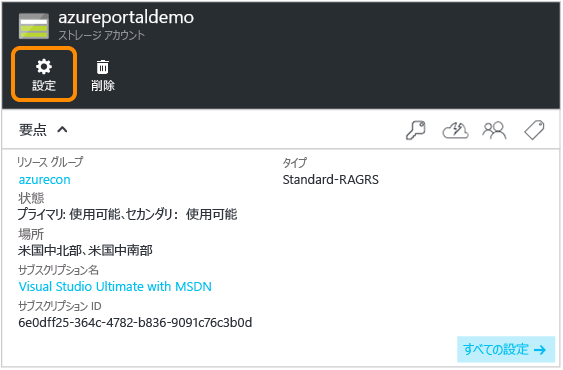 azureportaldemo
ストレージ アカウント
設定
削除
要点
リソース グループ
タイプ
azurecon
Standard-RAGRS
状態
プライマリ: 使用可能、セカンダリ: 使用可能
場所
米国中北部、米国中南部
サブスクリプション名
Visual Studio Ultimate with MSDN
サブスクリプション ID
6e0dff25-364c-4782-b836-9091c76c3b0d
すべての設定 →